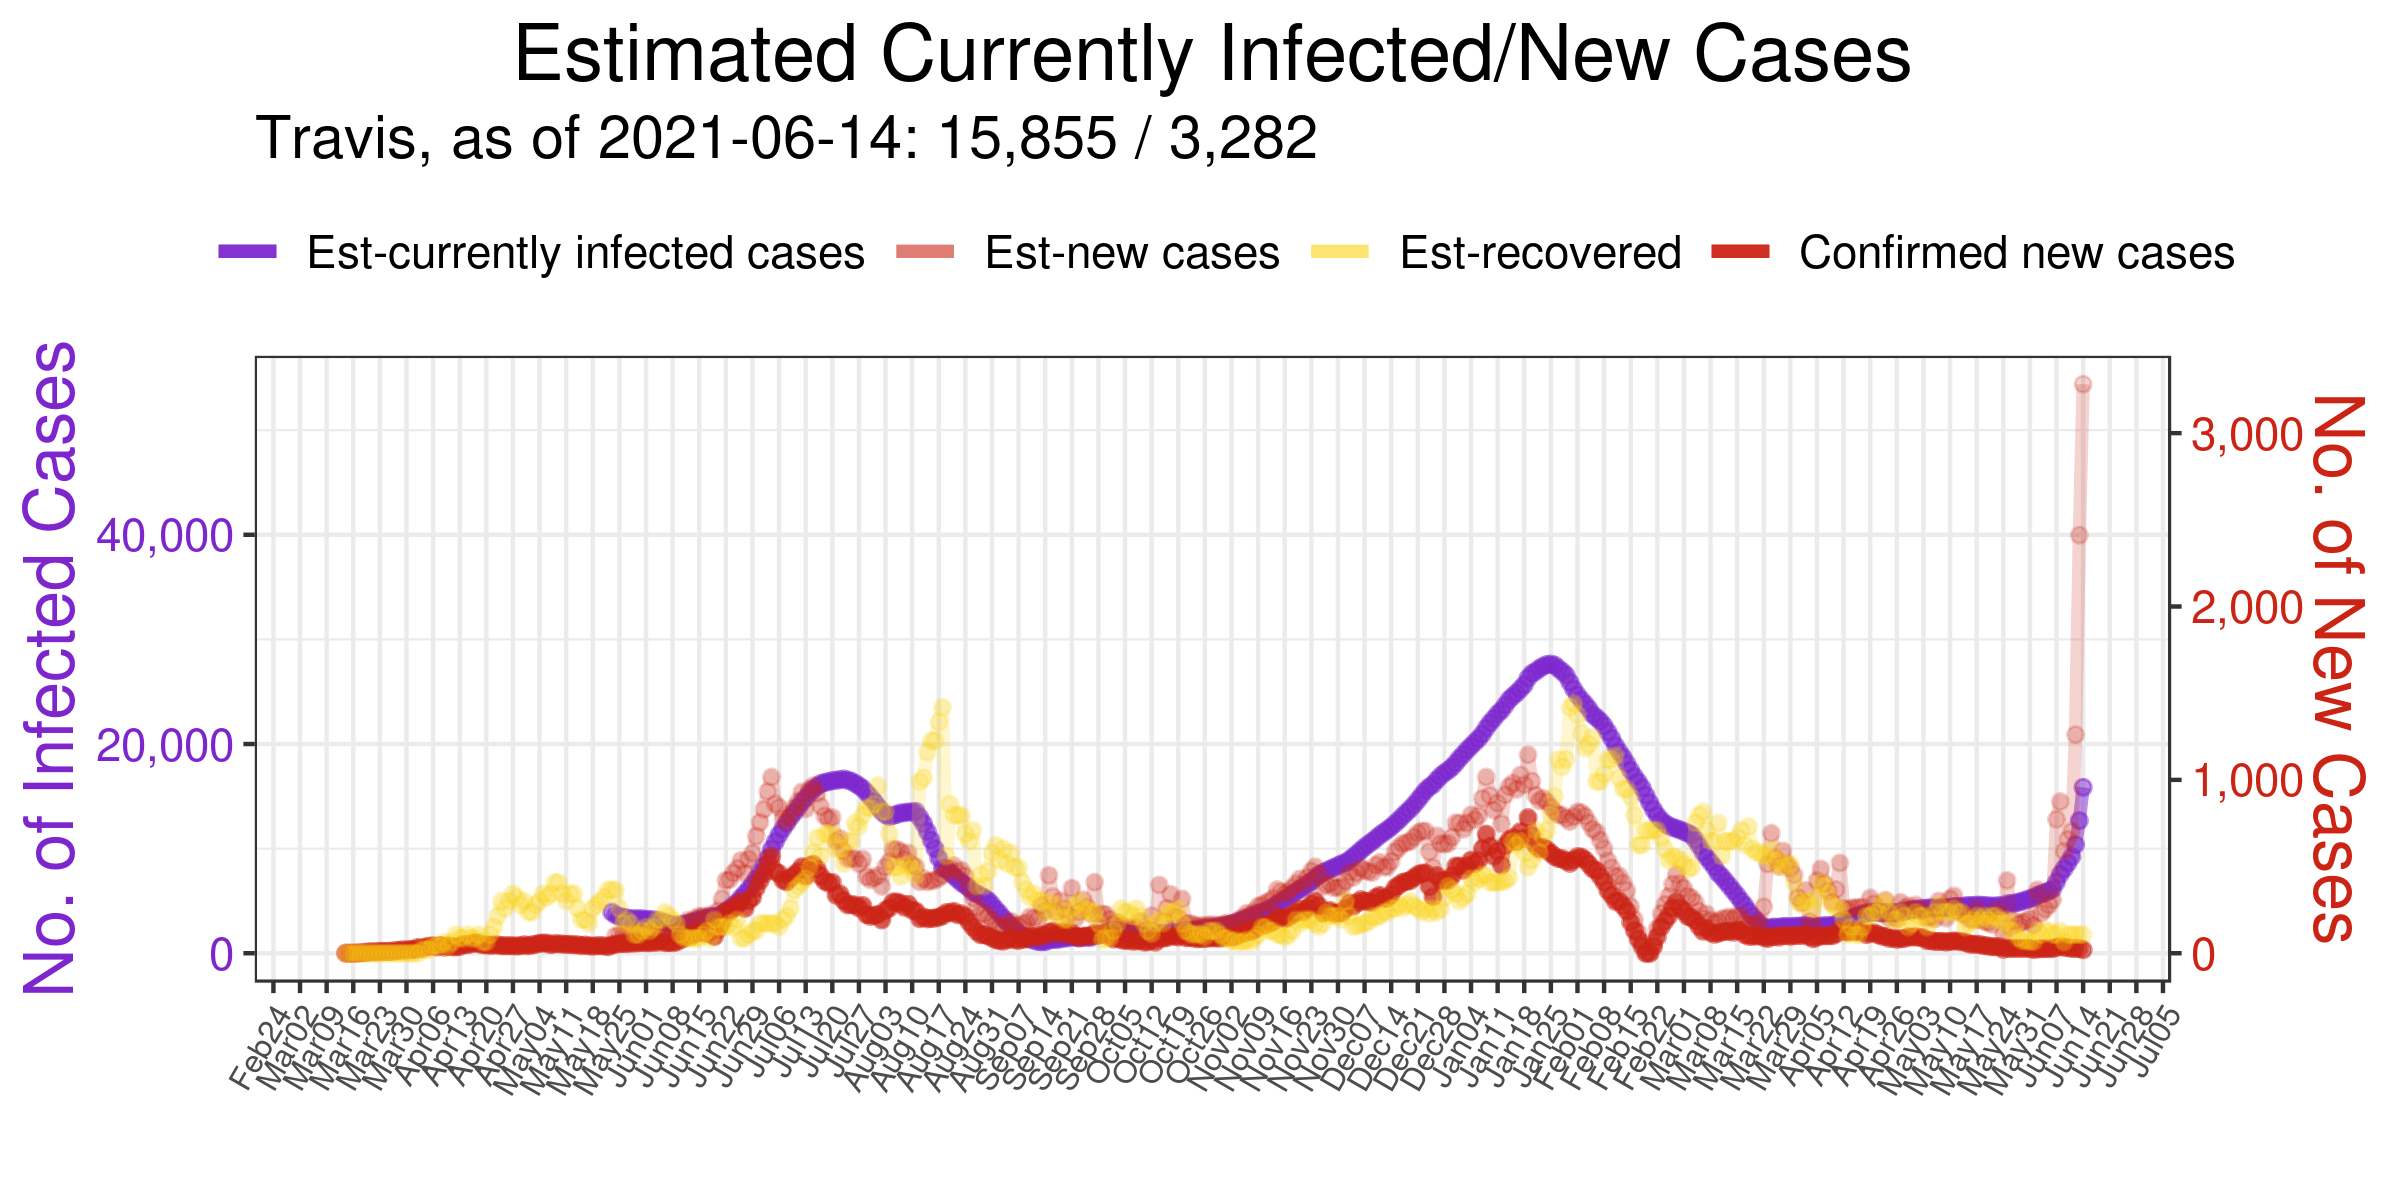 Estimated Currently Infected/New Cases
Travis, as of 2021-06-14: 15,855 / 3,282
Est-currently infected cases Est-new cases Est-recovered Confirmed new cases
No. of Infected Cases
40,000
20,000
0
3,000
2,000
1,000
0
No. of New Cases
Feb24 Mar02 Mar09 Mar16 Mar23 Mar30 Apr06 Apr13 Apr20 Apr27 May04 May11 May18 May25 Jun01 Jun08 Jun15 Jun22 Jun29 Jul06 Jul13 Jul20 Jul27 Aug03 Aug10 Aug17 Aug24 Aug31 Sep07 Sep14 Sep21 Sep28 Oct05 Oct12 Oct19 Oct26 Nov02 Nov09 Nov16 Nov23 Nov30 Dec07 Dec14 Dec21 Dec28 Jan04 Jan11 Jan18 Jan25 Feb01 Feb08 Feb15 Feb22 Mar01 Mar08 Mar15 Mar22 Mar29 Apr05 Apr12 Apr19 Apr26 May03 May10 May17 May24 May31 Jun07 Jun14 Jun21 Jun28 Jul05